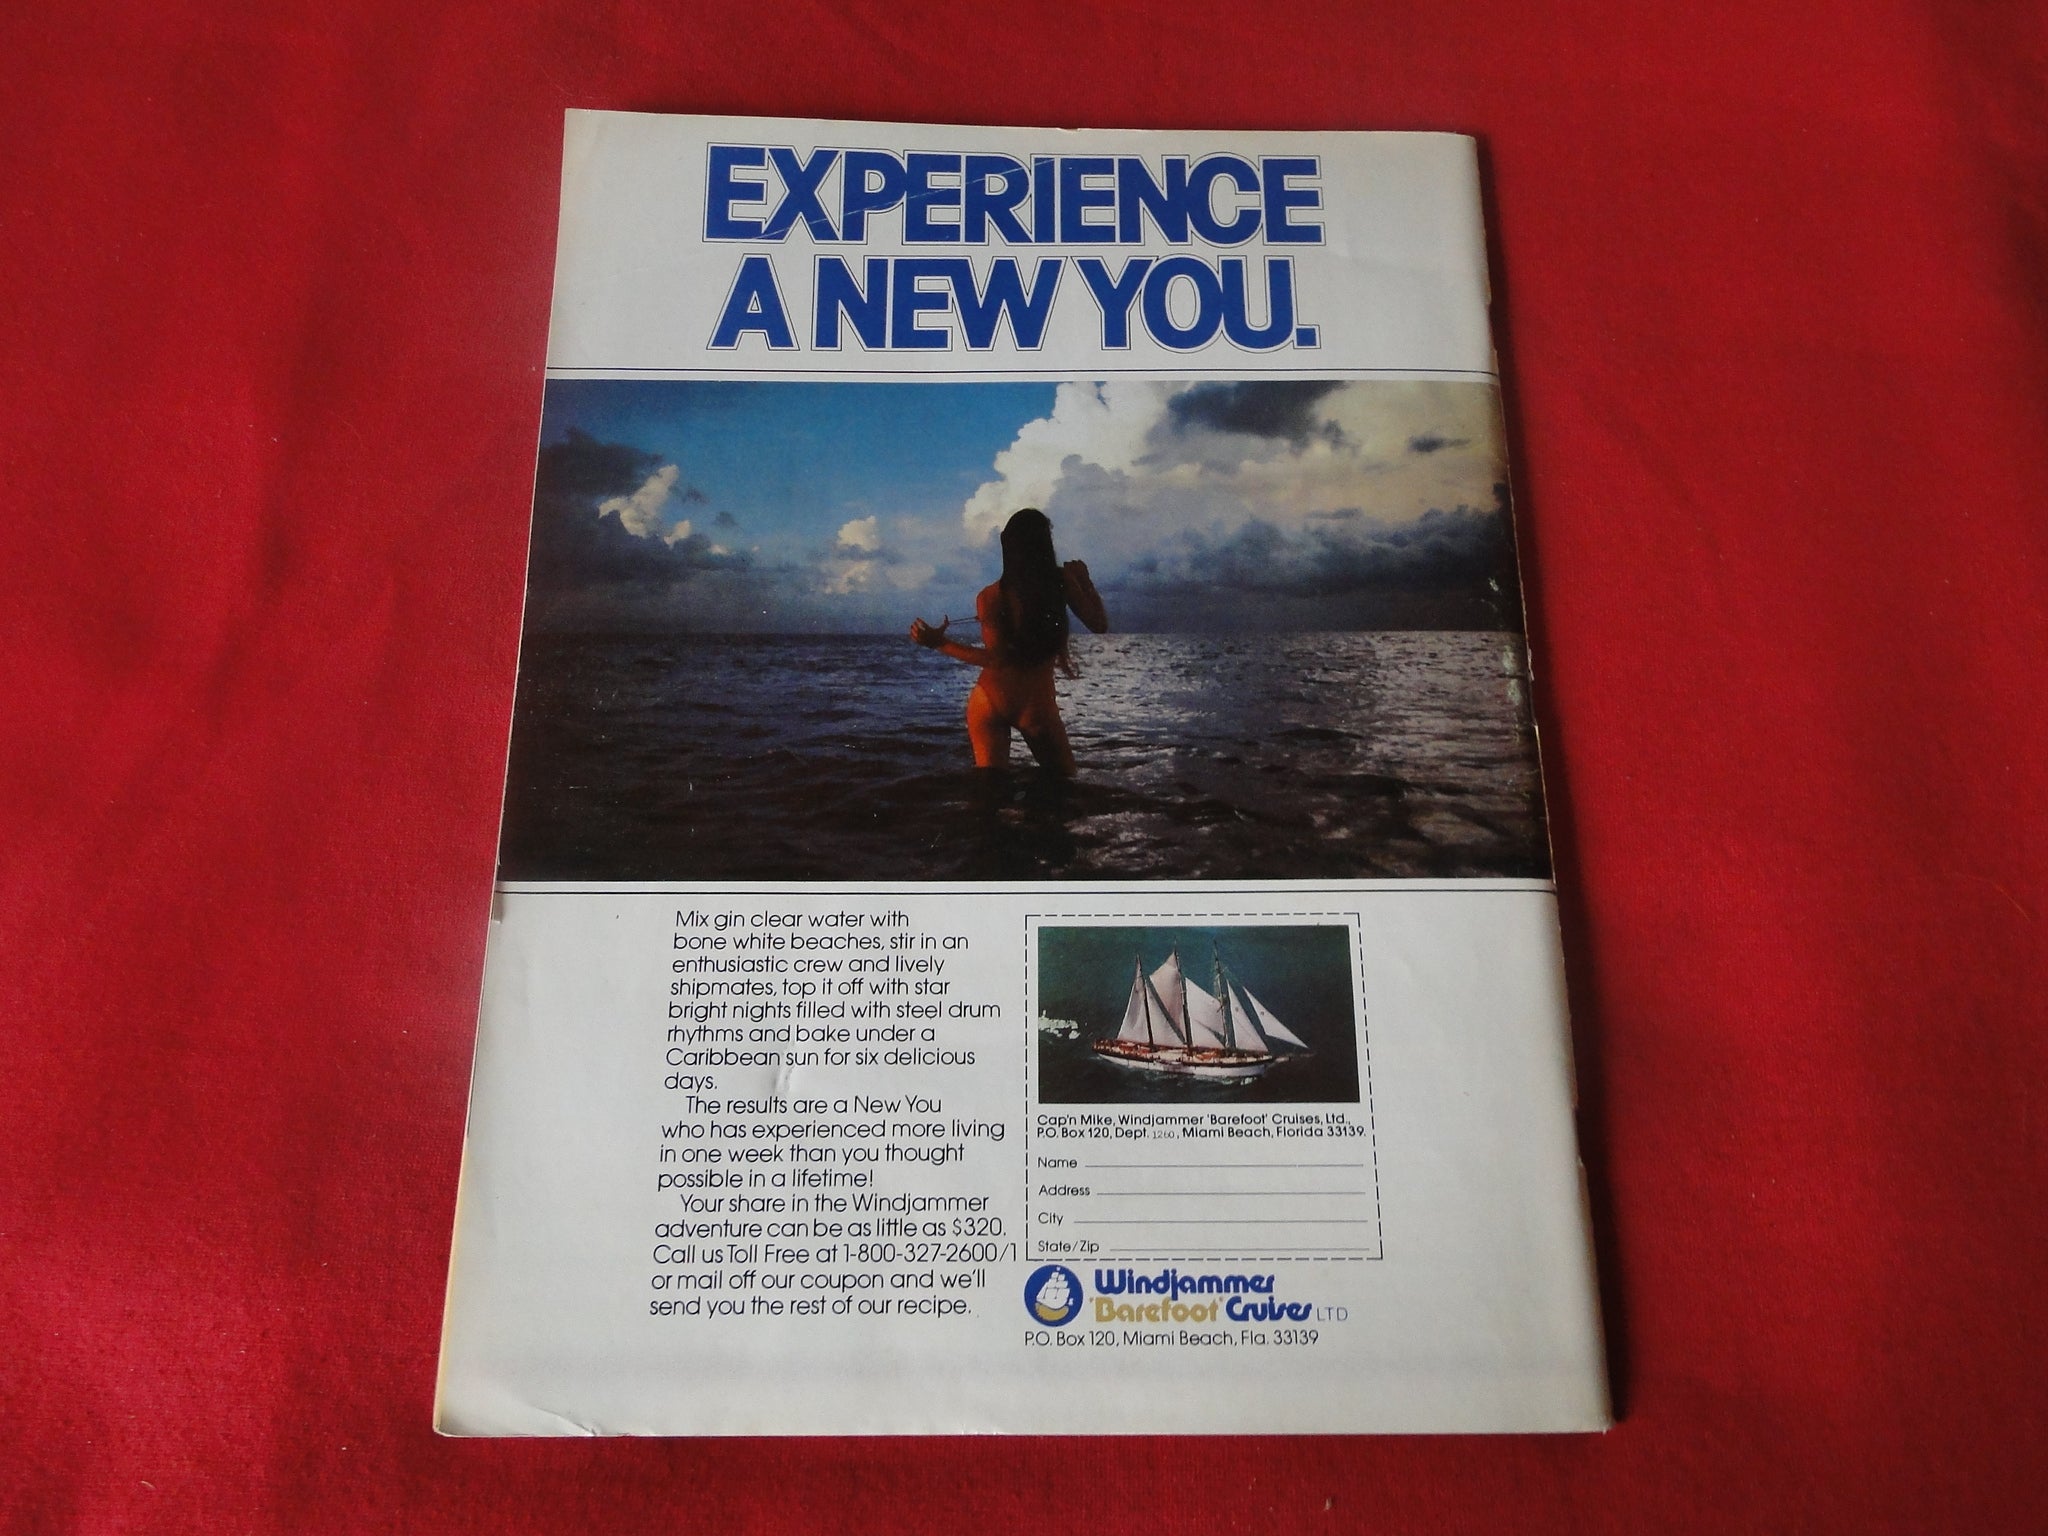 EXPERIENCE
A NEW YOU.
Mix gin clear water with
bone white beaches, stir in an
enthusiastic crew and lively
shipmates, top it off with star
bright nights filled with steel drum
rhythms and bake under a
Caribbean sun for six delicious
days.
The results are a New You
who has experienced more living
in one week than you thought
possible in a lifetime!
Your share in the Windjammer
adventure can be as little as $320.
Call us Toll Free at 1-800-327-2600/1
or mail off our coupon and we'll
send you the rest of our recipe.
Cap'n Mike, Windjammer 'Barefoot' Cruises, Ltd.,
P.O. Box 120, Dept. 1260, Miami Beach, Florida 33139.
Name
Address
City
State/Zip
Windjammer
'Barefoot' Cruises LTD
P.O. Box 120, Miami Beach, Fla. 33139